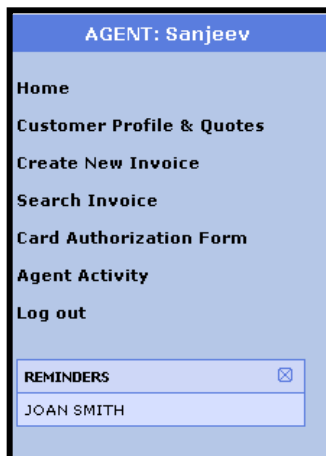 AGENT: Sanjeev
Home
Customer Profile & Quotes
Create New Invoice
Search Invoice
Card Authorization Form
Agent Activity
Log out
REMINDERS
JOAN SMITH